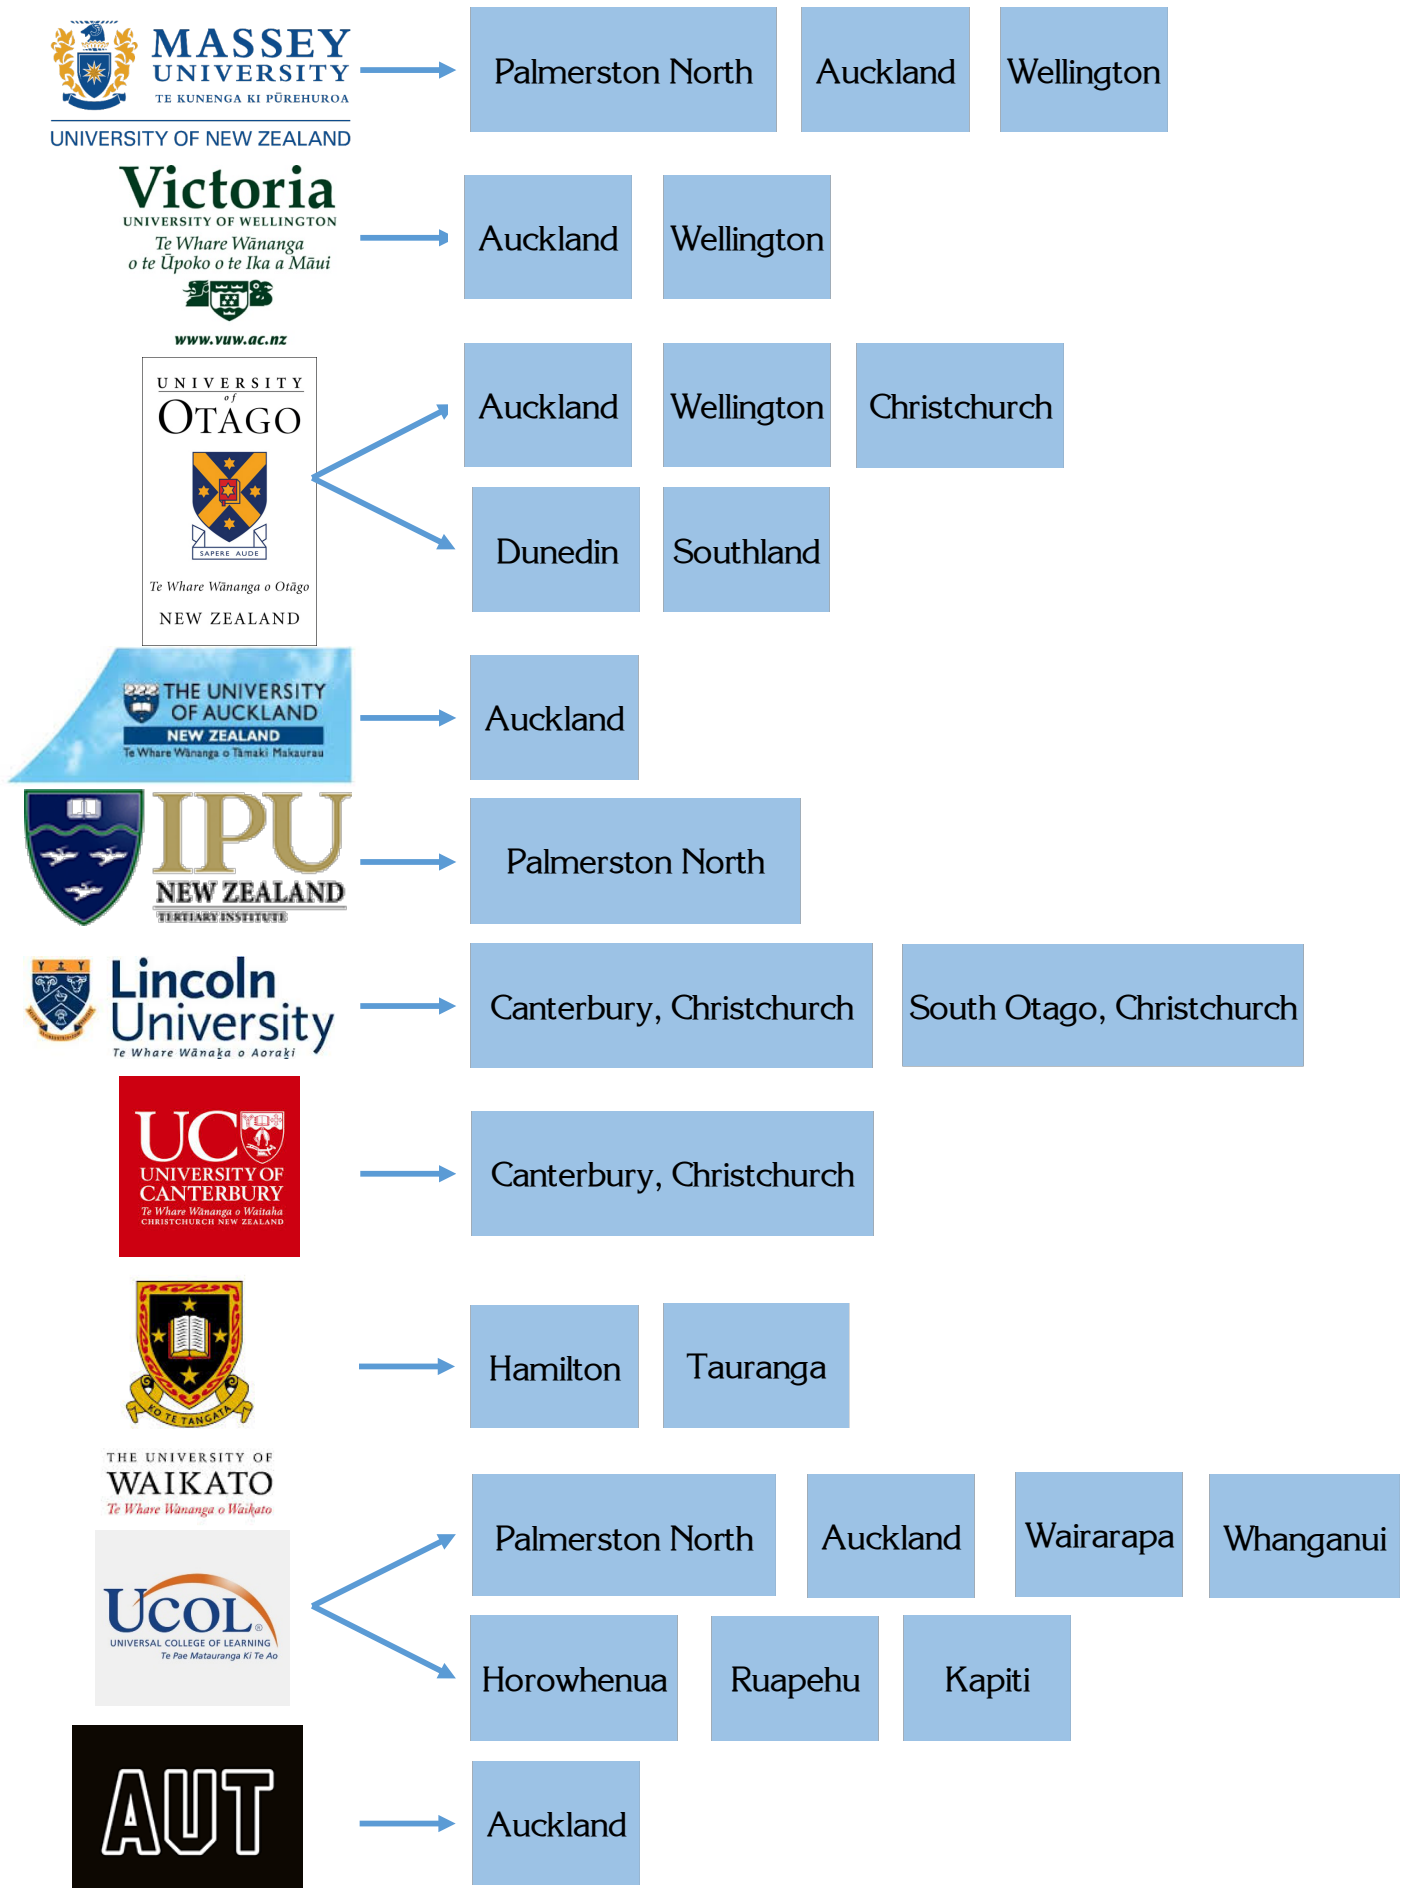 MASSEY
UNIVERSITY
TE KUNENGA KI PŪREHUROA
UNIVERSITY OF NEW ZEALAND
Palmerston North
Auckland
Wellington
Victoria
UNIVERSITY OF WELLINGTON
Te Whare Wānanga
o te Ūpoko o te Ika a Māui
www.vuw.ac.nz
Auckland
Wellington
UNIVERSITY
of
OTAGO
SAPERE AUDE
Te Whare Wānanga o Otāgo
NEW ZEALAND
Auckland
Wellington
Christchurch
Dunedin
Southland
THE UNIVERSITY
OF AUCKLAND
NEW ZEALAND
Te Whare Wānanga o Tāmaki Makaurau
Auckland
IPU
NEW ZEALAND
TERTIARY INSTITUTE
Palmerston North
Lincoln
University
Te Whare Wānaḵa o Aoraḵi
Canterbury, Christchurch
South Otago, Christchurch
UC
UNIVERSITY OF
CANTERBURY
Te Whare Wānanga o Waitaha
CHRISTCHURCH NEW ZEALAND
Canterbury, Christchurch
KO TE TANGATA
THE UNIVERSITY OF
WAIKATO
Te Whare Wānanga o Waikato
Hamilton
Tauranga
UCOL®
UNIVERSAL COLLEGE OF LEARNING
Te Pae Matauranga Ki Te Ao
Palmerston North
Auckland
Wairarapa
Whanganui
Horowhenua
Ruapehu
Kapiti
AUT
Auckland